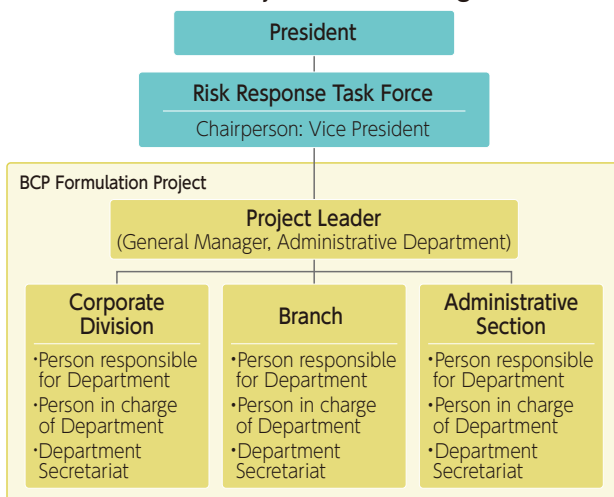 President
Risk Response Task Force
Chairperson: Vice President
BCP Formulation Project
Project Leader
(General Manager, Administrative Department)
Corporate
Division
・Person responsible
for Department
・Person in charge
of Department
・Department
Secretariat
Branch
・Person responsible
for Department
・Person in charge
of Department
・Department
Secretariat
Administrative
Section
・Person responsible
for Department
・Person in charge
of Department
・Department
Secretariat